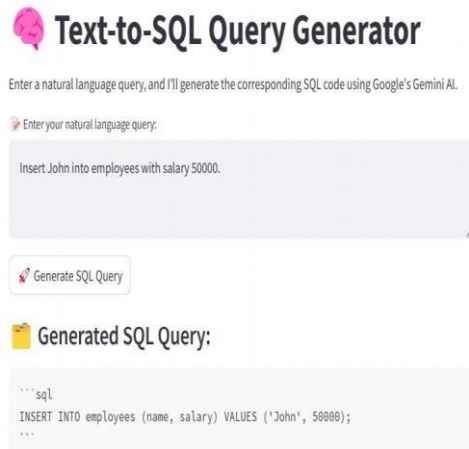 Text-to-SQL Query Generator
Enter a natural language query, and I'll generate the corresponding SQL code using Google's Gemini AI.
Enter your natural language query:
Insert John into employees with salary 50000.
Generate SQL Query
Generated SQL Query:
```sql
INSERT INTO employees (name, salary) VALUES ('John', 50000);
```